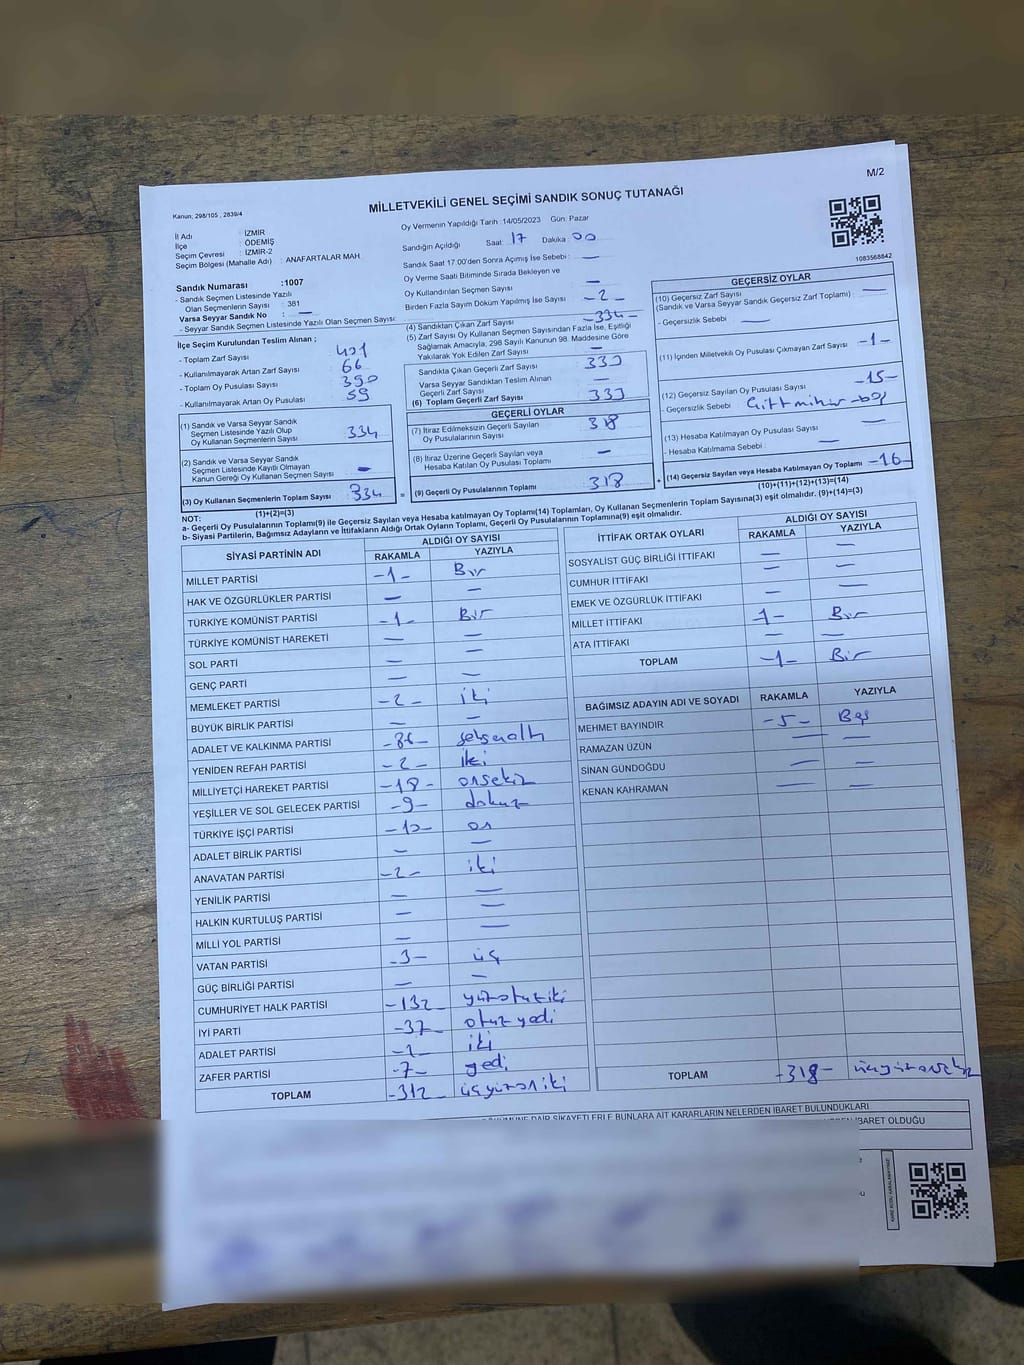 M/2
MİLLETVEKİLİ GENEL SEÇİMİ SANDIK SONUÇ TUTANAĞI
Kanun; 298/105 , 2839/4
İl Adı : İZMİR
İlçe : ÖDEMİŞ
Seçim Çevresi : İZMİR-2
Seçim Bölgesi (Mahalle Adı) : ANAFARTALAR MAH
Oy Vermenin Yapıldığı Tarih :14/05/2023 Gün: Pazar
Sandığın Açıldığı Saat: 17 Dakika: 00
Sandık Saat 17.00'den Sonra Açımış İse Sebebi : —
Oy Verme Saati Bitiminde Sırada Bekleyen ve
Oy Kullandırılan Seçmen Sayısı —
Birden Fazla Sayım Döküm Yapılmış İse Sayısı -2-
1083568842
Sandık Numarası :1007
- Sandık Seçmen Listesinde Yazılı
Olan Seçmenlerin Sayısı : 381
Varsa Seyyar Sandık No : —
- Seyyar Sandık Seçmen Listesinde Yazılı Olan Seçmen Sayısı:
İlçe Seçim Kurulundan Teslim Alınan ;
- Toplam Zarf Sayısı : 401
- Kullanılmayarak Artan Zarf Sayısı : 66
- Toplam Oy Pusulası Sayısı : 390
- Kullanılmayarak Artan Oy Pusulası : 59
(1) Sandık ve Varsa Seyyar Sandık
Seçmen Listesinde Yazılı Olup
Oy Kullanan Seçmenlerin Sayısı 334
(2) Sandık ve Varsa Seyyar Sandık
Seçmen Listesinde Kayıtlı Olmayan
Kanun Gereği Oy Kullanan Seçmen Sayısı —
(3) Oy Kullanan Seçmenlerin Toplam Sayısı 334
(1)+(2)=(3)
(4) Sandıktan Çıkan Zarf Sayısı -334-
(5) Zarf Sayısı Oy Kullanan Seçmen Sayısından Fazla İse, Eşitliği
Sağlamak Amacıyla, 298 Sayılı Kanunun 98. Maddesine Göre
Yakılarak Yok Edilen Zarf Sayısı —
Sandıkta Çıkan Geçerli Zarf Sayısı 333
Varsa Seyyar Sandıktan Teslim Alınan
Geçerli Zarf Sayısı —
(6) Toplam Geçerli Zarf Sayısı 333
GEÇERLİ OYLAR
(7) İtiraz Edilmeksizin Geçerli Sayılan
Oy Pusulalarının Sayısı 318
(8) İtiraz Üzerine Geçerli Sayılan veya
Hesaba Katılan Oy Pusulası Toplamı —
(9) Geçerli Oy Pusulalarının Toplamı 318
GEÇERSİZ OYLAR
(10) Geçersiz Zarf Sayısı —
(Sandık ve Varsa Seyyar Sandık Geçersiz Zarf Toplamı) :
- Geçersizlik Sebebi : —
(11) İçinden Milletvekili Oy Pusulası Çıkmayan Zarf Sayısı -1-
(12) Geçersiz Sayılan Oy Pusulası Sayısı -15-
- Geçersizlik Sebebi :
(13) Hesaba Katılmayan Oy Pusulası Sayısı —
- Hesaba Katılmama Sebebi : —
(14) Geçersiz Sayılan veya Hesaba Katılmayan Oy Toplamı -16-
(10)+(11)+(12)+(13)=(14)
NOT:
a- Geçerli Oy Pusulalarının Toplamı(9) ile Geçersiz Sayılan veya Hesaba katılmayan Oy Toplamı(14) Toplamları, Oy Kullanan Seçmenlerin Toplam Sayısına(3) eşit olmalıdır. (9)+(14)=(3)
b- Siyasi Partilerin, Bağımsız Adayların ve İttifakların Aldığı Ortak Oyların Toplamı, Geçerli Oy Pusulalarının Toplamına(9) eşit olmalıdır.
SİYASİ PARTİNİN ADI ALDIĞI OY SAYISI
RAKAMLA YAZIYLA
MİLLET PARTİSİ -1- Bir
HAK VE ÖZGÜRLÜKLER PARTİSİ — —
TÜRKİYE KOMÜNİST PARTİSİ -1- Bir
TÜRKİYE KOMÜNİST HAREKETİ — —
SOL PARTİ — —
GENÇ PARTİ — —
MEMLEKET PARTİSİ -2- iki
BÜYÜK BİRLİK PARTİSİ — —
ADALET VE KALKINMA PARTİSİ -86- seksenaltı
YENİDEN REFAH PARTİSİ -2- iki
MİLLİYETÇİ HAREKET PARTİSİ -18- onsekiz
YEŞİLLER VE SOL GELECEK PARTİSİ -9- dokuz
TÜRKİYE İŞÇİ PARTİSİ -10- on
ADALET BİRLİK PARTİSİ — —
ANAVATAN PARTİSİ -2- iki
YENİLİK PARTİSİ — —
HALKIN KURTULUŞ PARTİSİ — —
MİLLİ YOL PARTİSİ — —
VATAN PARTİSİ -3- üç
GÜÇ BİRLİĞİ PARTİSİ — —
CUMHURİYET HALK PARTİSİ -132- yüzotuziki
İYİ PARTİ -37- otuz yedi
ADALET PARTİSİ -2- iki
ZAFER PARTİSİ -7- yedi
TOPLAM -312- üçyüzoniki
İTTİFAK ORTAK OYLARI ALDIĞI OY SAYISI
RAKAMLA YAZIYLA
SOSYALİST GÜÇ BİRLİĞİ İTTİFAKI — —
CUMHUR İTTİFAKI — —
EMEK VE ÖZGÜRLÜK İTTİFAKI — —
MİLLET İTTİFAKI -1- Bir
ATA İTTİFAKI — —
TOPLAM -1- Bir
BAĞIMSIZ ADAYIN ADI VE SOYADI RAKAMLA YAZIYLA
MEHMET BAYINDIR -5- Beş
RAMAZAN ÜZÜN — —
SİNAN GÜNDOĞDU — —
KENAN KAHRAMAN — —
TOPLAM -318- üçyüzonsekiz
DÖKÜMÜNE DAİR ŞİKAYETLERLE BUNLARA AİT KARARLARIN NELERDEN İBARET BULUNDUKLARI
İBARET OLDUĞU